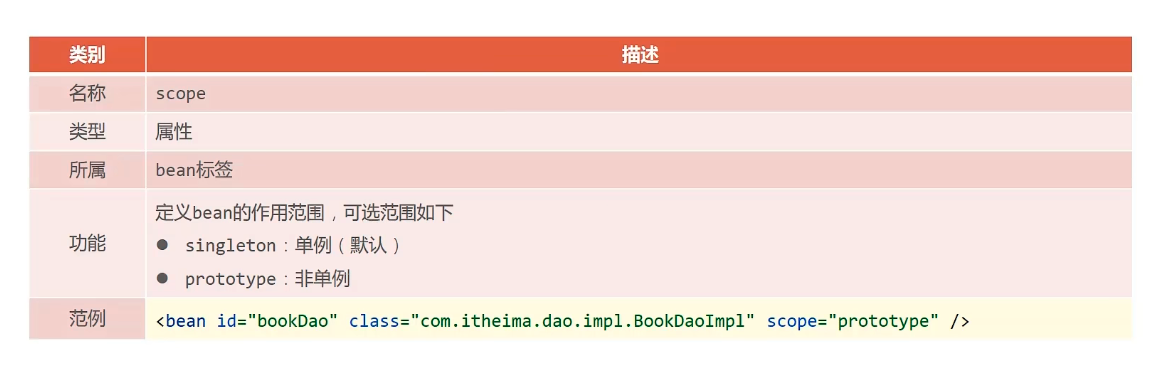 类别 描述
名称 scope
类型 属性
所属 bean标签
功能 定义bean的作用范围，可选范围如下
● singleton：单例（默认）
● prototype：非单例
范例 <bean id="bookDao" class="com.itheima.dao.impl.BookDaoImpl" scope="prototype" />